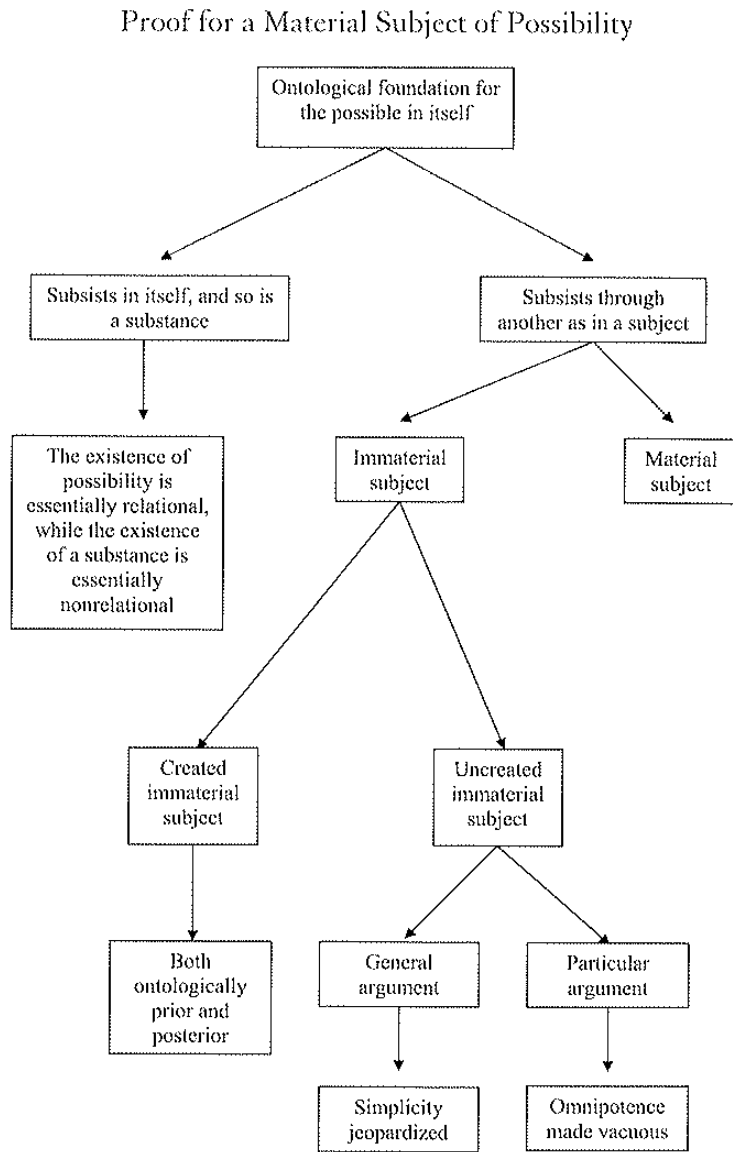 Proof for a Material Subject of Possibility
Ontological foundation for
the possible in itself
Subsists in itself, and so is
a substance
Subsists through
another as in a subject
The existence of
possibility is
essentially relational,
while the existence
of a substance is
essentially
nonrelational
Immaterial
subject
Material
subject
Created
immaterial
subject
Uncreated
immaterial
subject
Both
ontologically
prior and
posterior
General
argument
Particular
argument
Simplicity
jeopardized
Omnipotence
made vacuous